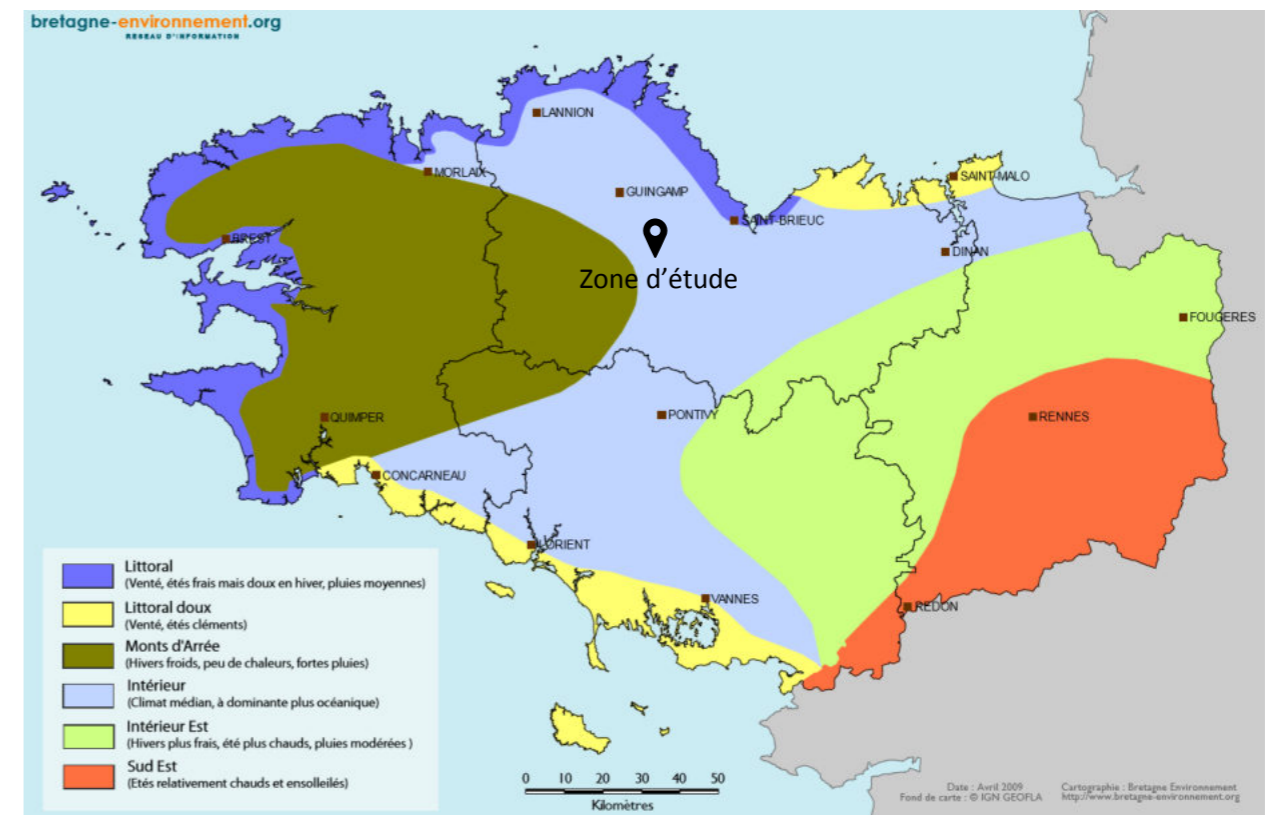 bretagne-environnement.org
RESEAU D'INFORMATION
LANNION
MORLAIX
SAINT-MALO
GUINGAMP
SAINT-BRIEUC
BREST
DINAN
Zone d'étude
FOUGERES
QUIMPER
PONTIVY
RENNES
CONCARNEAU
LORIENT
VANNES
REDON
Littoral
(Venté, étés frais mais doux en hiver, pluies moyennes)
Littoral doux
(Venté, étés cléments)
Monts d'Arrée
(Hivers froids, peu de chaleurs, fortes pluies)
Intérieur
(Climat médian, à dominante plus océanique)
Intérieur Est
(Hivers plus frais, été plus chauds, pluies modérées )
Sud Est
(Etés relativement chauds et ensolleilés)
0 10 20 30 40 50
Kilomètres
Date : Avril 2009 Cartographie : Bretagne Environnement
Fond de carte : © IGN GEOFLA http://www.bretagne-environnement.org